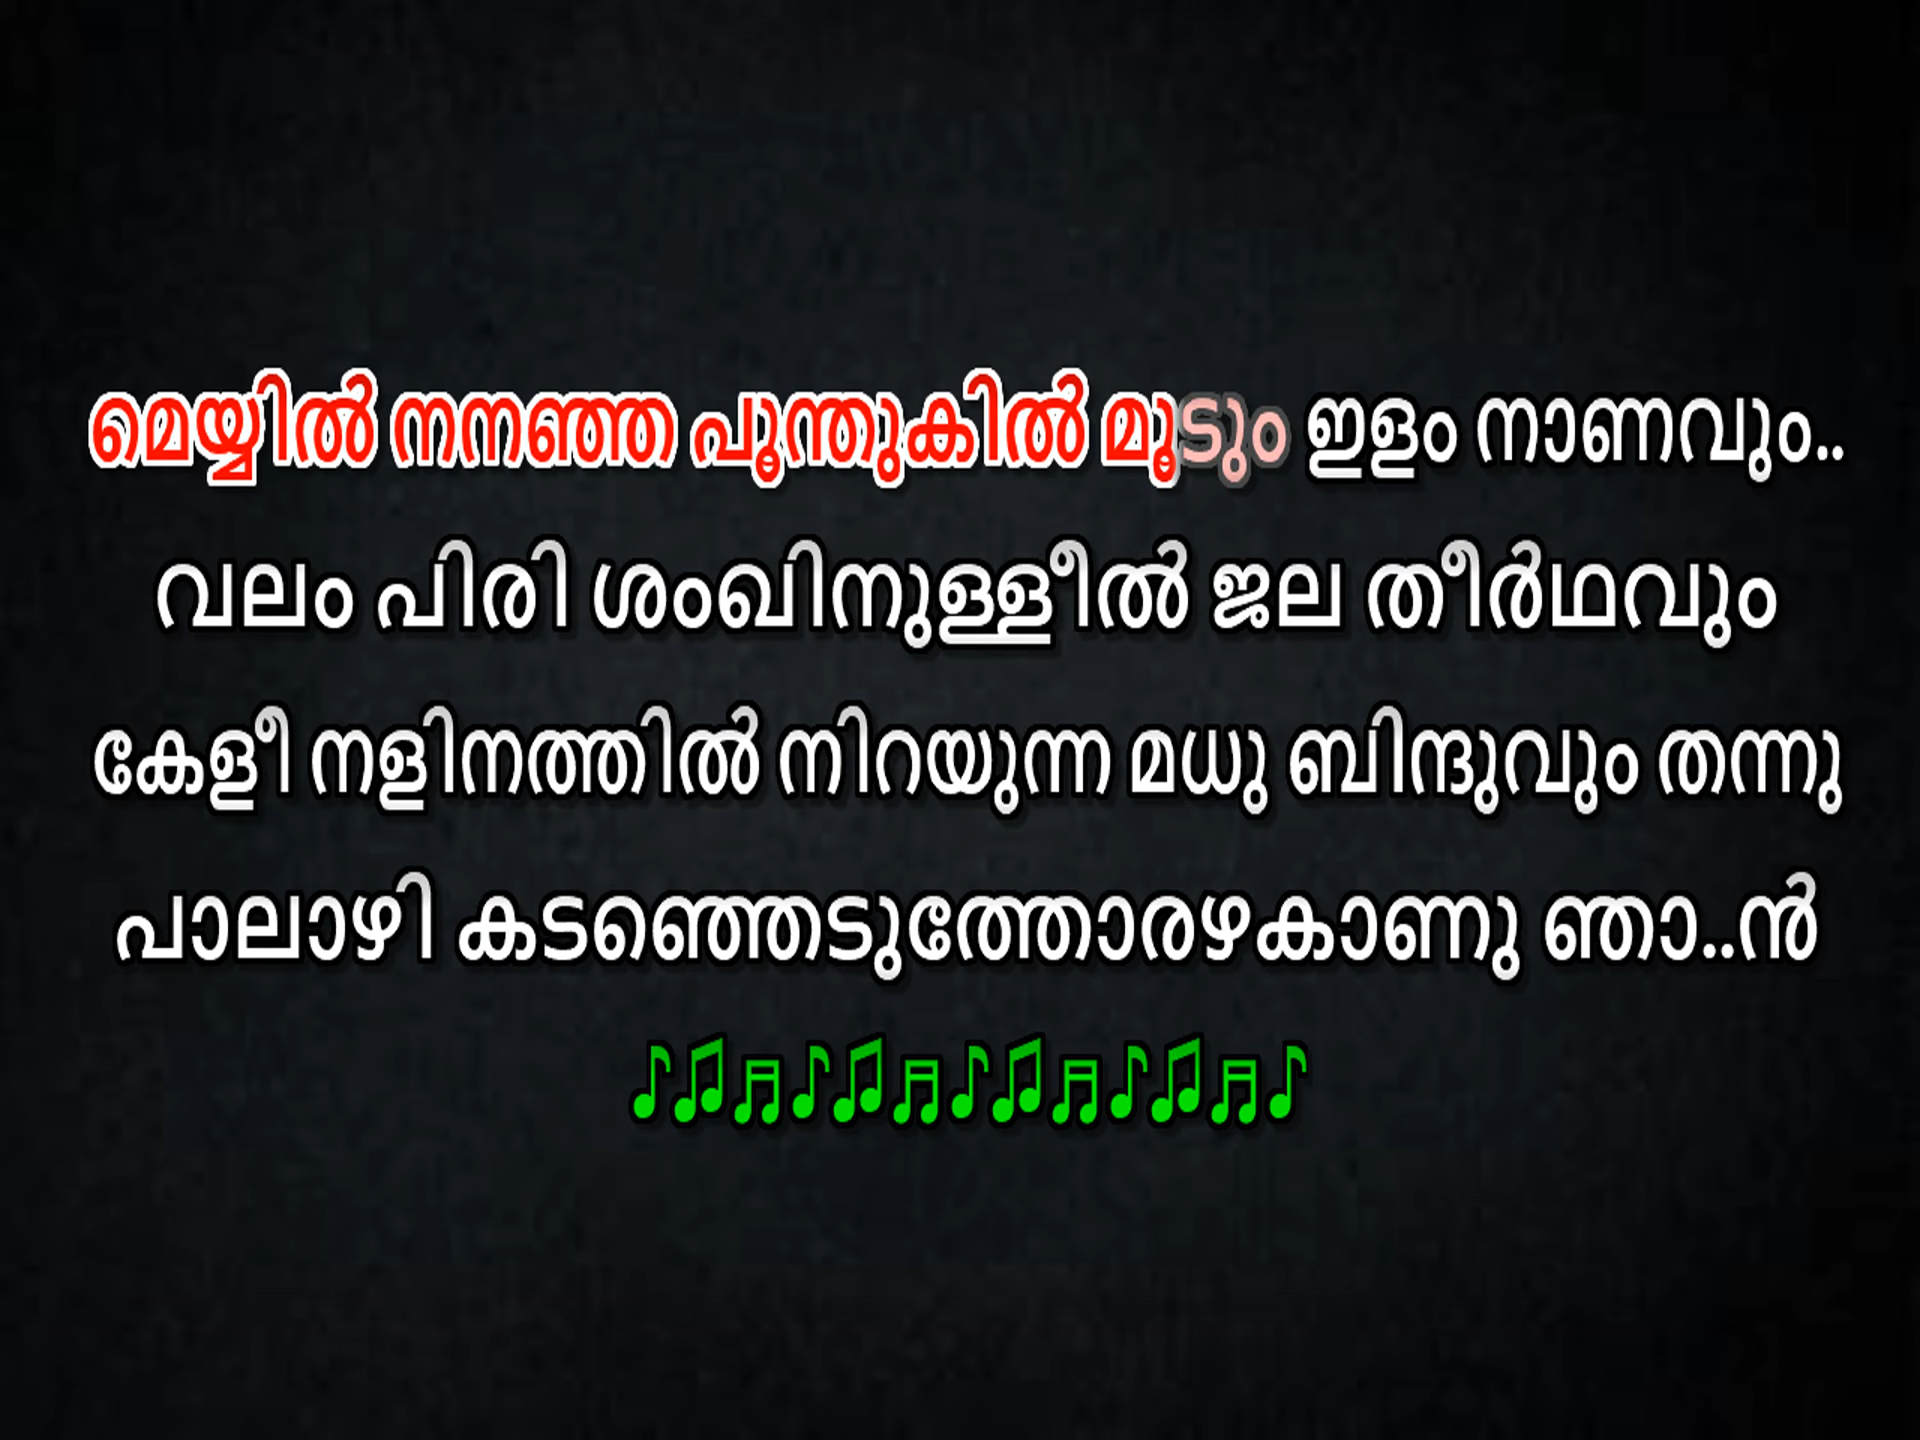 മെയ്യിൽ നനഞ്ഞ പൂന്തുകിൽ മൂടും ഇളം നാണവും..
വലം പിരി ശംഖിനുള്ളീൽ ജല തീർഥവും
കേളീ നളിനത്തിൽ നിറയുന്ന മധു ബിന്ദുവും തന്നു
പാലാഴി കടഞ്ഞെടുത്തോരഴകാണു ഞാ..ൻ
♪♫♬♪♫♬♪♫♬♪♫♬♪